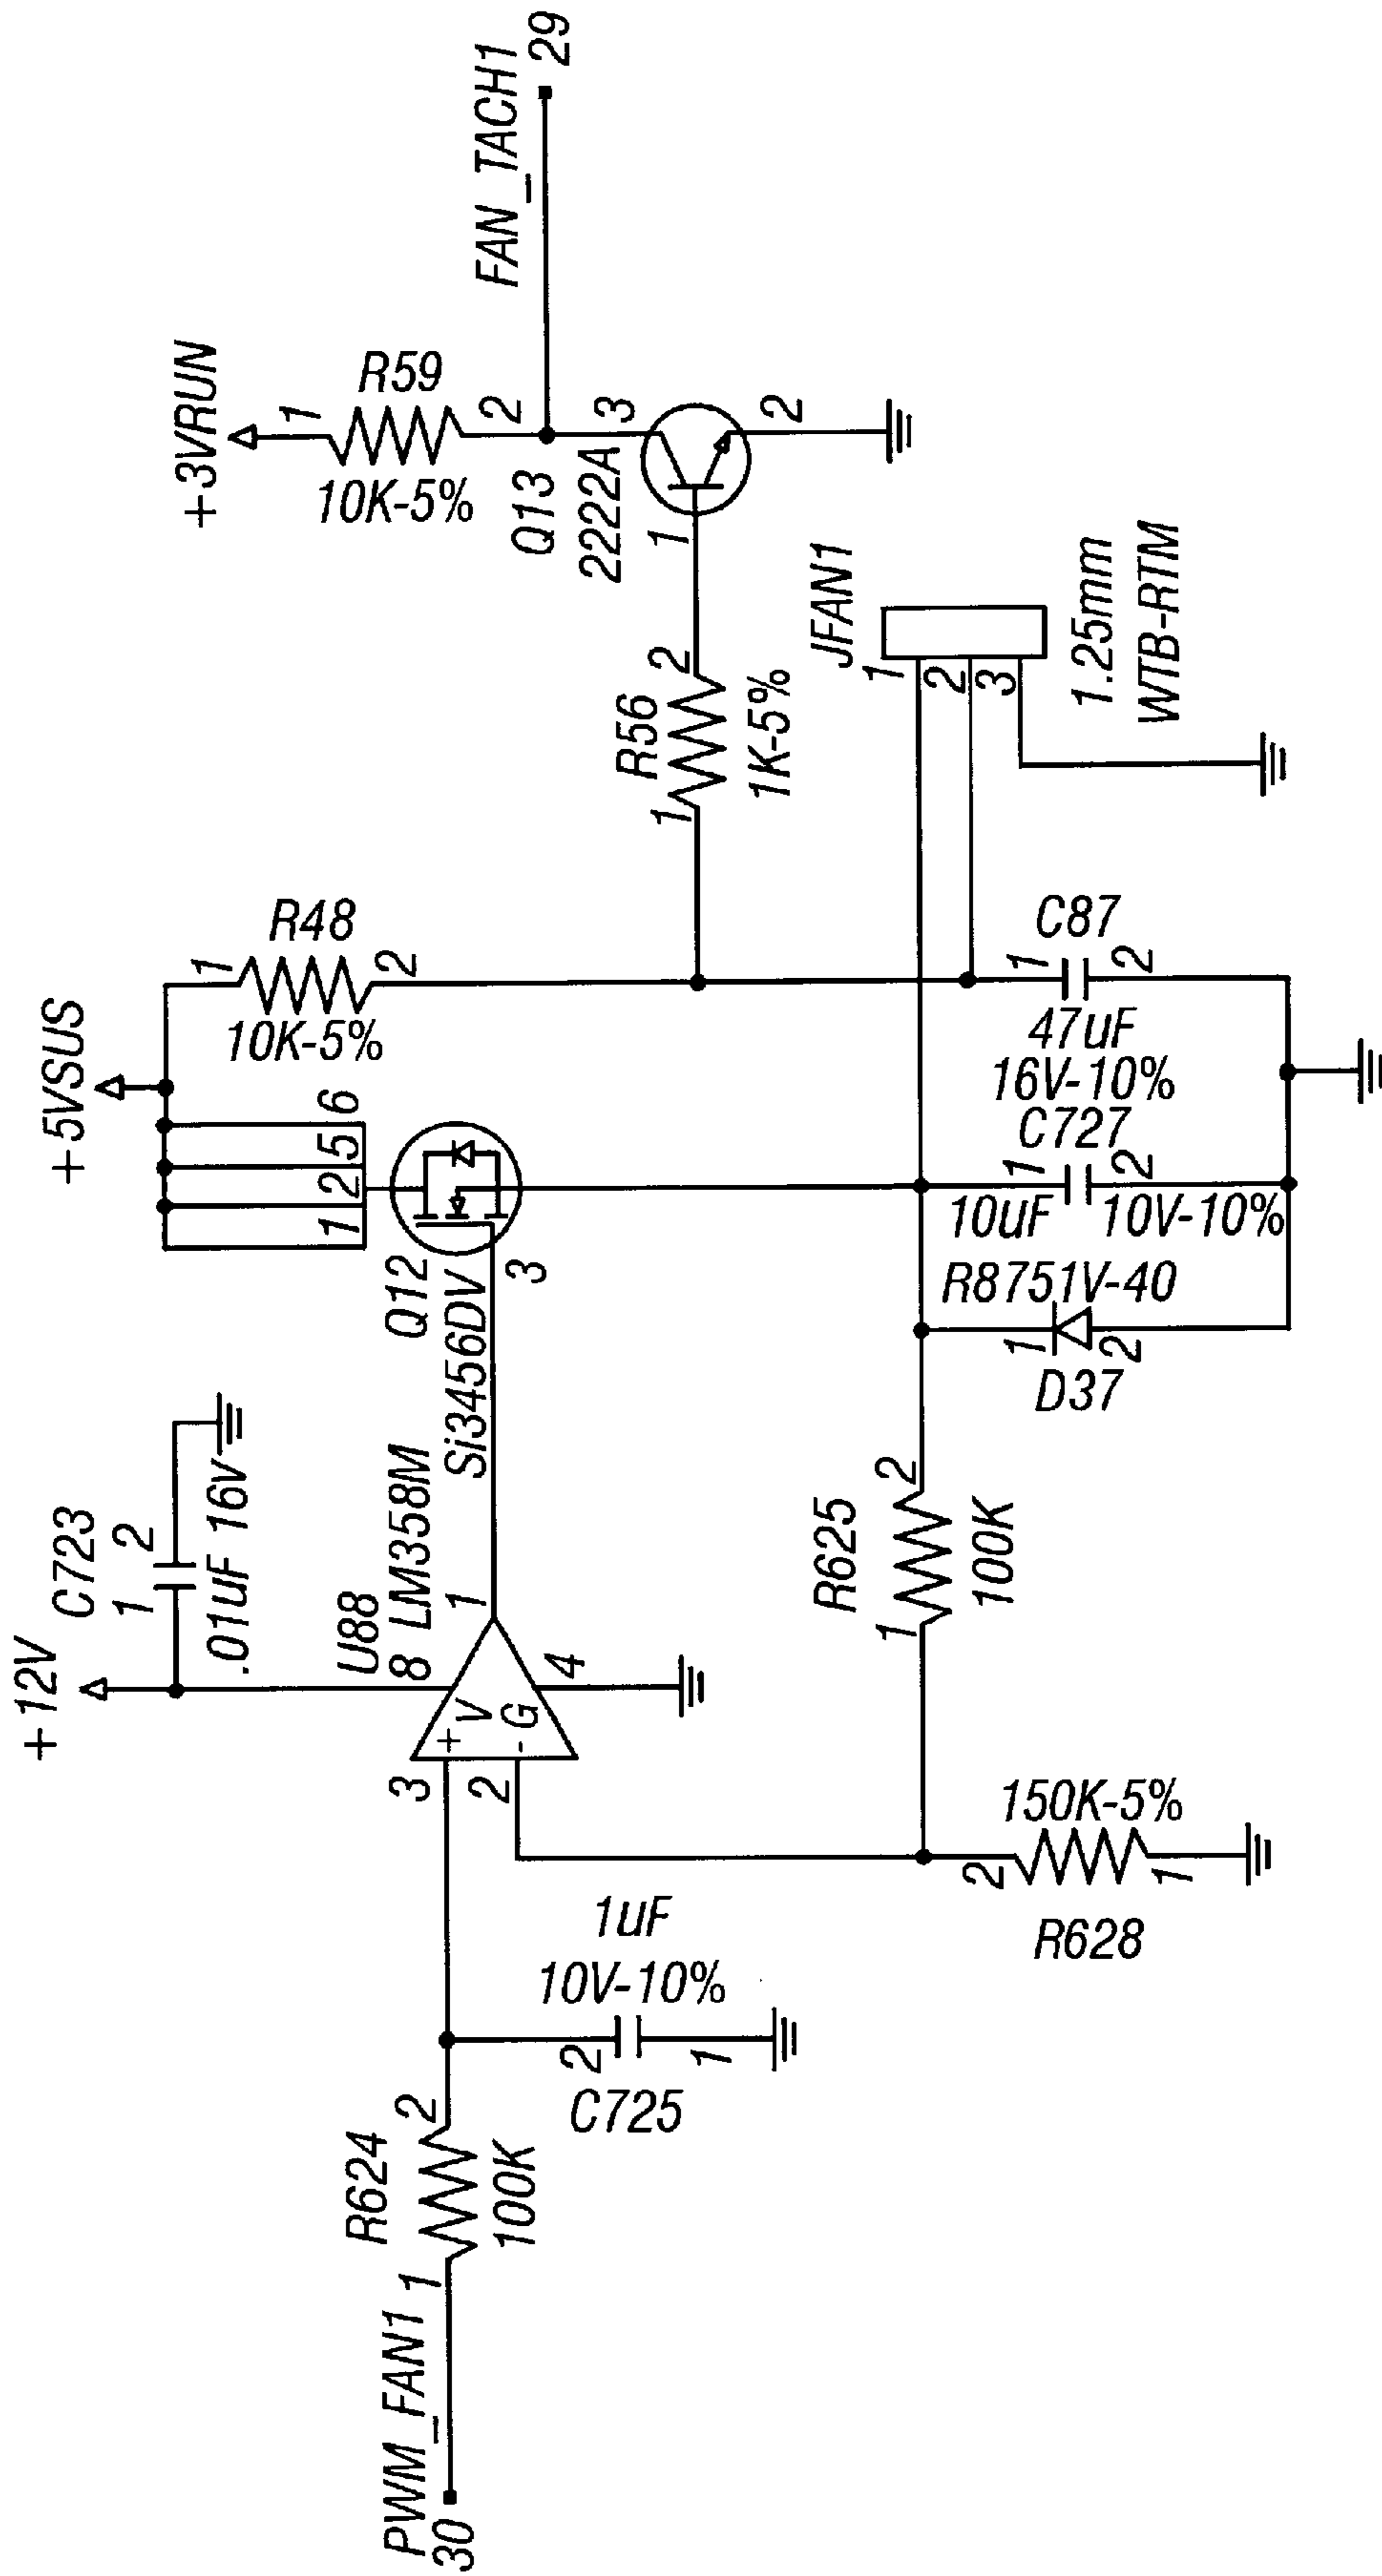 +12V
C723
1 2
.01uF 16v
+5VSUS
1
R48
2
10K-5%
+3VRUN
1
R59
2
10K-5%
FAN_TACH1
29
U88
8 LM358M
1
3
+
V
2
-
G
4
Q12
Si3456DV
3
1 2 5 6
Q13
2222A
3
1
2
PWM_FAN1
30
1
R624
2
100K
1uF
10V-10%
2
1
C725
1
R56
2
1K-5%
JFAN1
1
2
3
1.25mm
WTB-RTM
1
R625
2
100K
150K-5%
2
1
R628
C87
1
2
47uF
16V-10%
C727
1
2
10uF
10V-10%
R8751V-40
1
2
D37